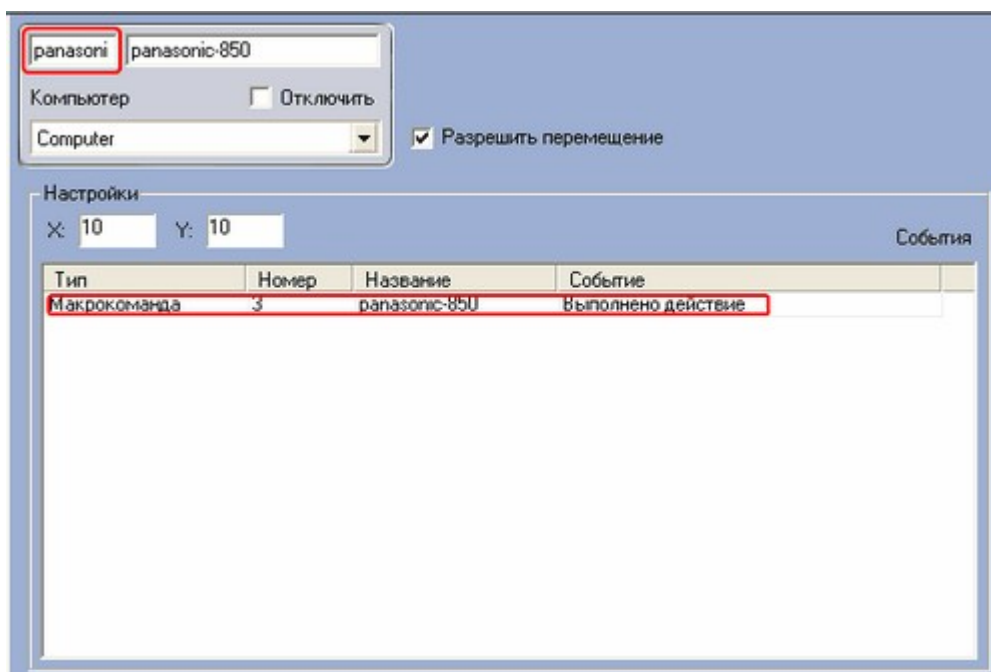 panasoni panasonic-850
Компьютер Отключить
Computer Разрешить перемещение
Настройки
X: 10 Y: 10 События
Тип Номер Название Событие
Макрокоманда 3 panasonic-850 Выполнено действие